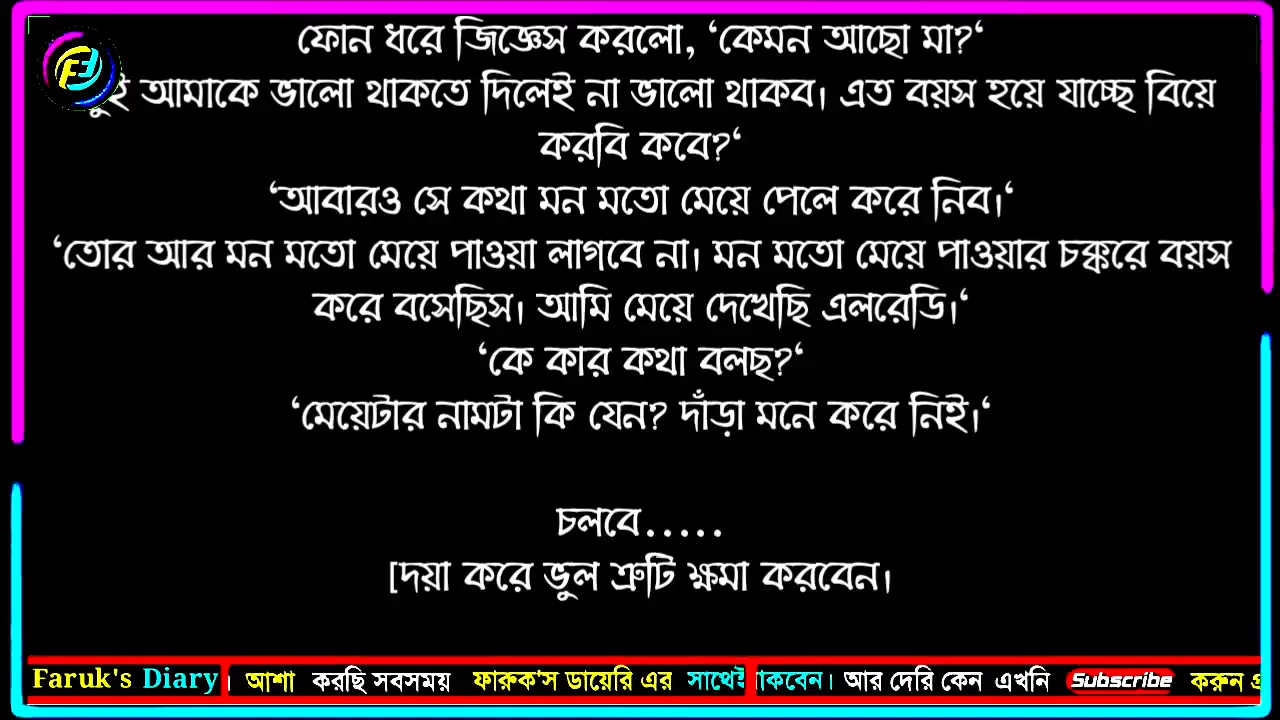 ফোন ধরে জিজ্ঞেস করলো, ‘কেমন আছো মা?‘
আমাকে ভালো থাকতে দিলেই না ভালো থাকব। এত বয়স হয়ে যাচ্ছে বিয়ে
করবি কবে?‘
‘আবারও সে কথা মন মতো মেয়ে পেলে করে নিব।‘
‘তোর আর মন মতো মেয়ে পাওয়া লাগবে না। মন মতো মেয়ে পাওয়ার চক্করে বয়স
করে বসেছিস। আমি মেয়ে দেখেছি এলরেডি।‘
‘কে কার কথা বলছ?‘
‘মেয়েটার নামটা কি যেন? দাঁড়া মনে করে নিই।‘
চলবে.....
[দয়া করে ভুল ত্রুটি ক্ষমা করবেন।
Faruk's Diary । আশা করছি সবসময় ফারুক'স ডায়েরি এর সাথেই থাকবেন। আর দেরি কেন এখনি Subscribe করুন